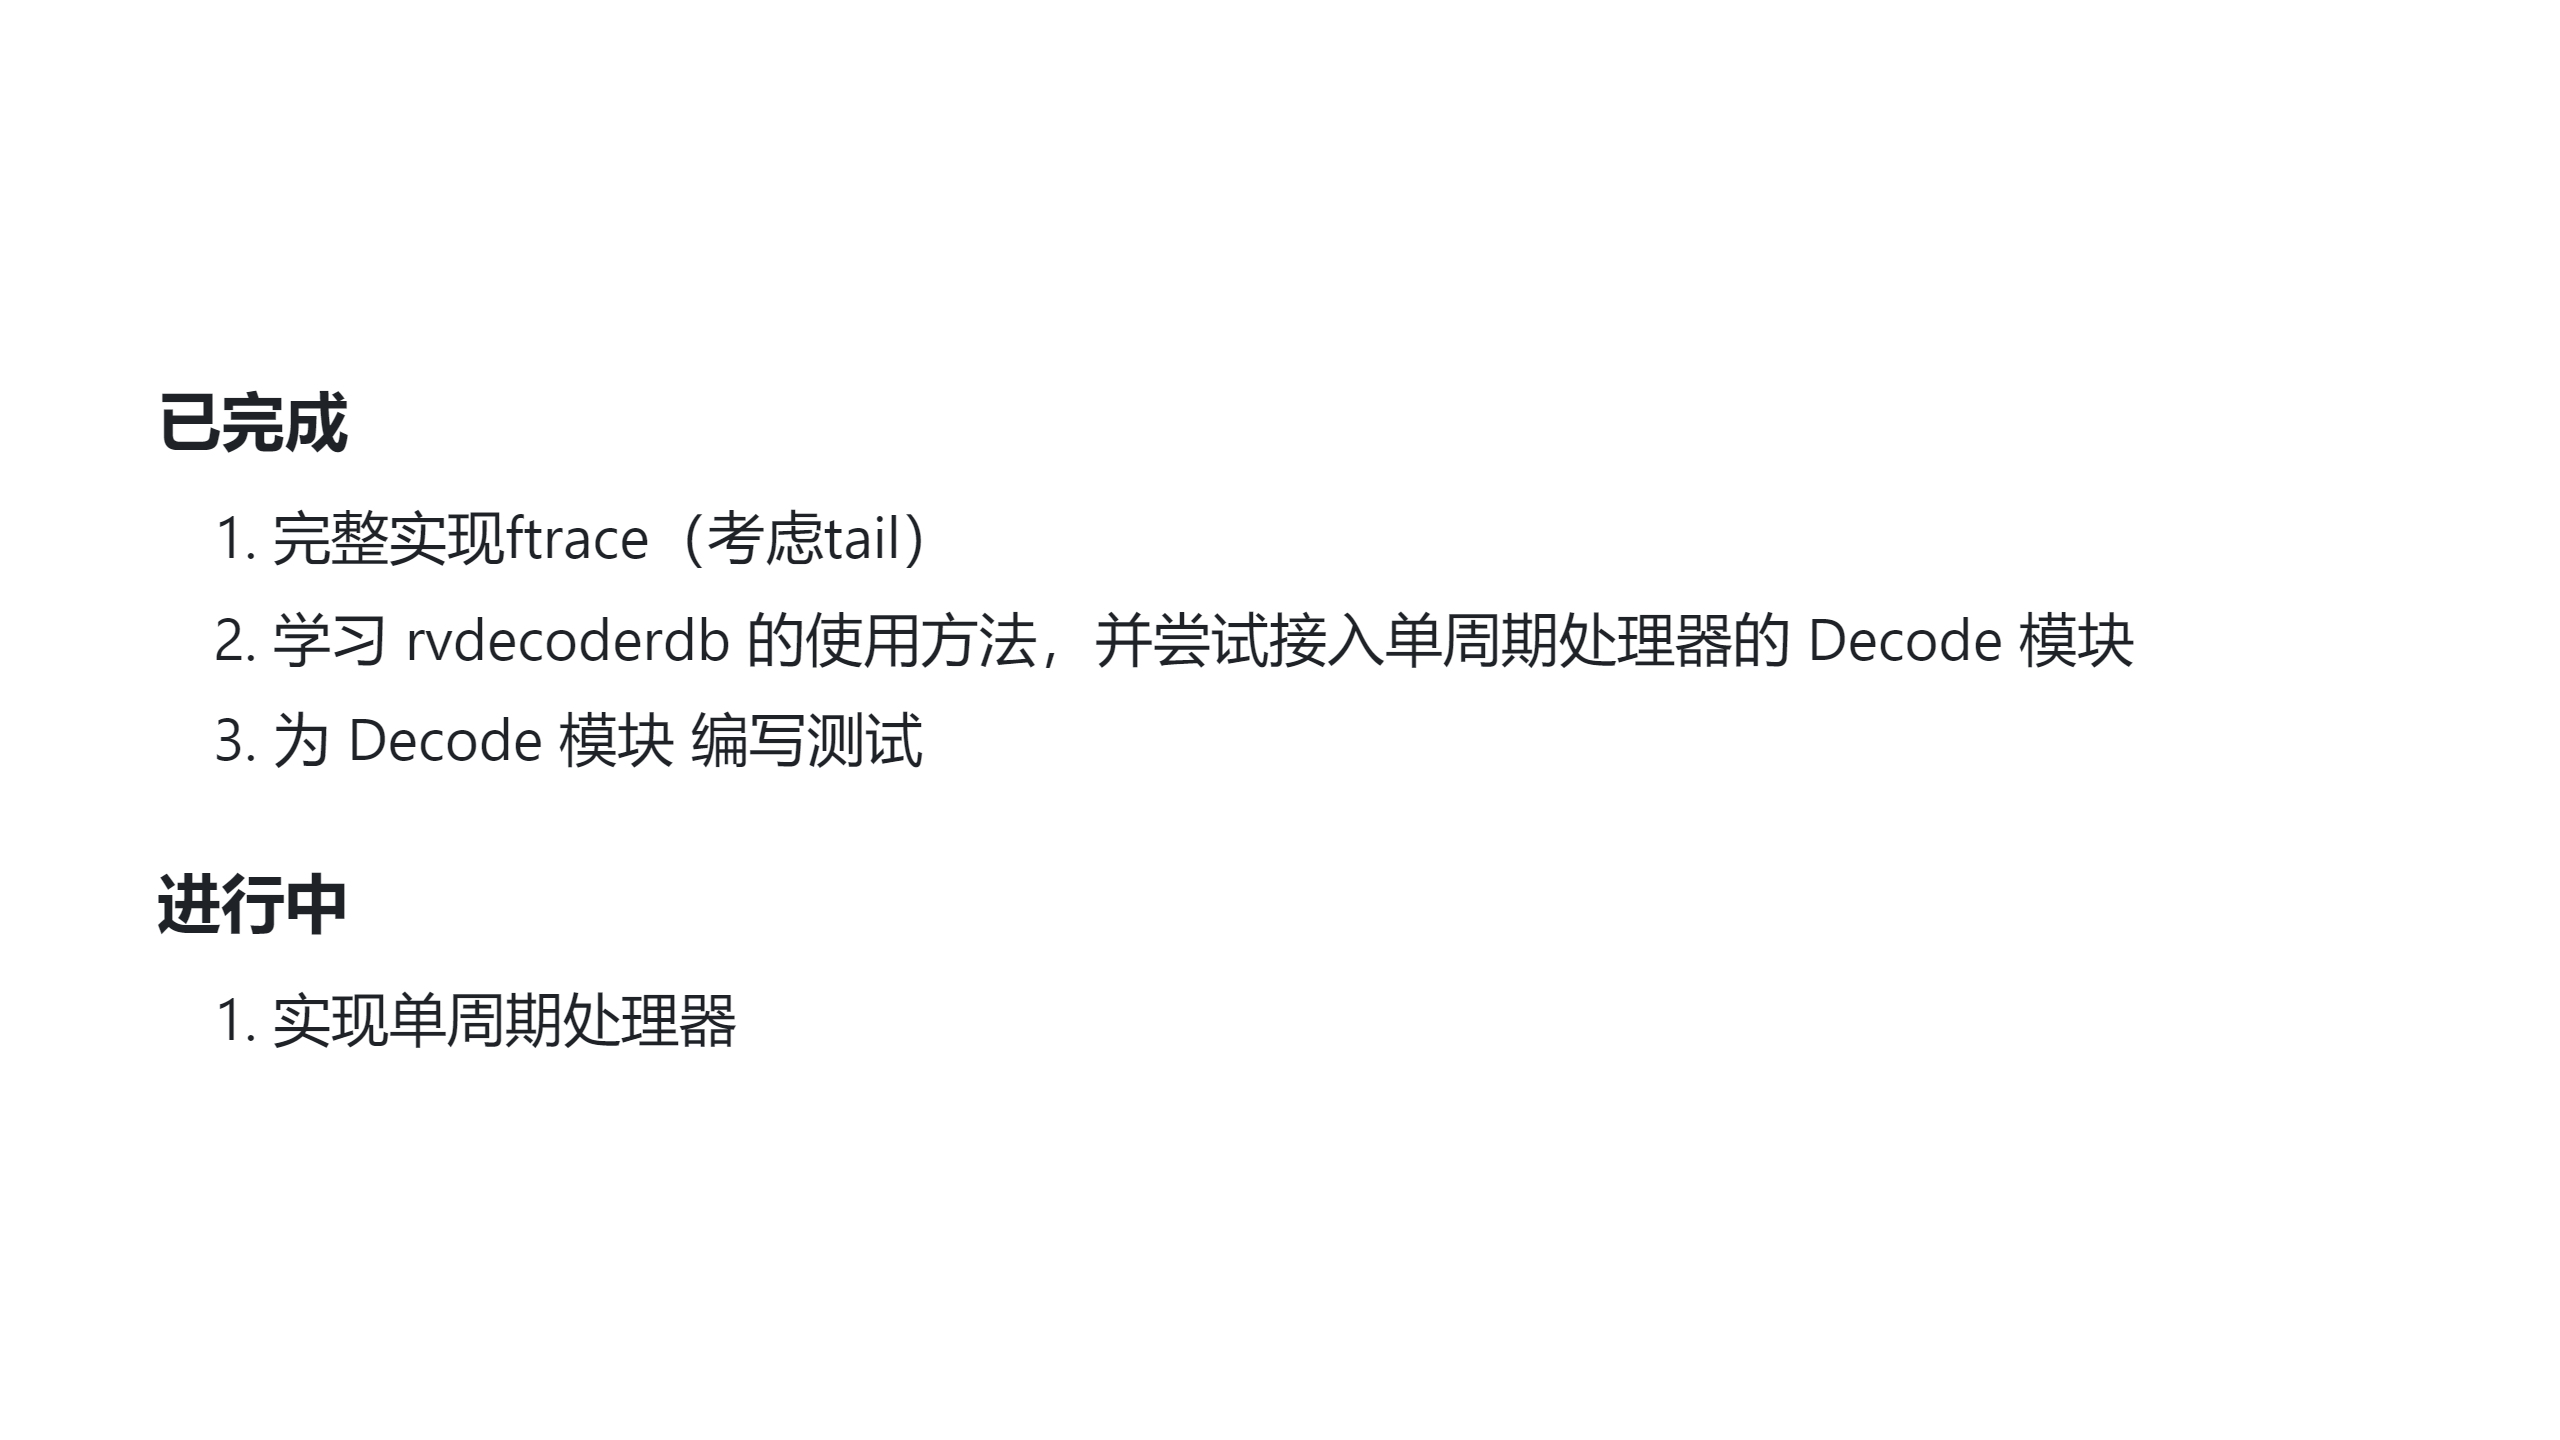 已完成
1. 完整实现ftrace（考虑tail）
2. 学习 rvdecoderdb 的使用方法，并尝试接入单周期处理器的 Decode 模块
3. 为 Decode 模块 编写测试
进行中
1. 实现单周期处理器